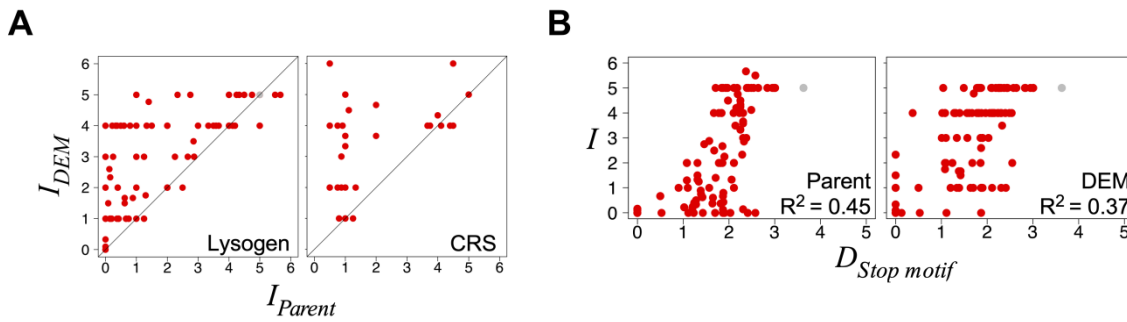 A
6
5
4
3
2
1
0
I_DEM
Lysogen
CRS
0 1 2 3 4 5 6
0 1 2 3 4 5 6
I_Parent
B
6
5
4
3
2
1
0
I
Parent
R² = 0.45
DEM
R² = 0.37
0 1 2 3 4 5
0 1 2 3 4 5
D_Stop motif